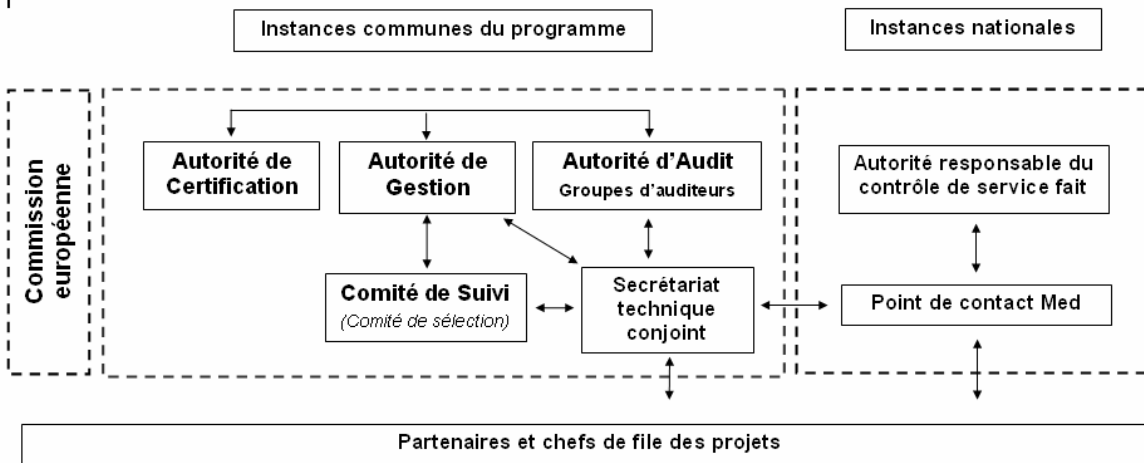 Instances communes du programme
Instances nationales
Commission
européenne
Autorité de
Certification
Autorité de
Gestion
Autorité d'Audit
Groupes d'auditeurs
Autorité responsable du
contrôle de service fait
Comité de Suivi
(Comité de sélection)
Secrétariat
technique
conjoint
Point de contact Med
Partenaires et chefs de file des projets